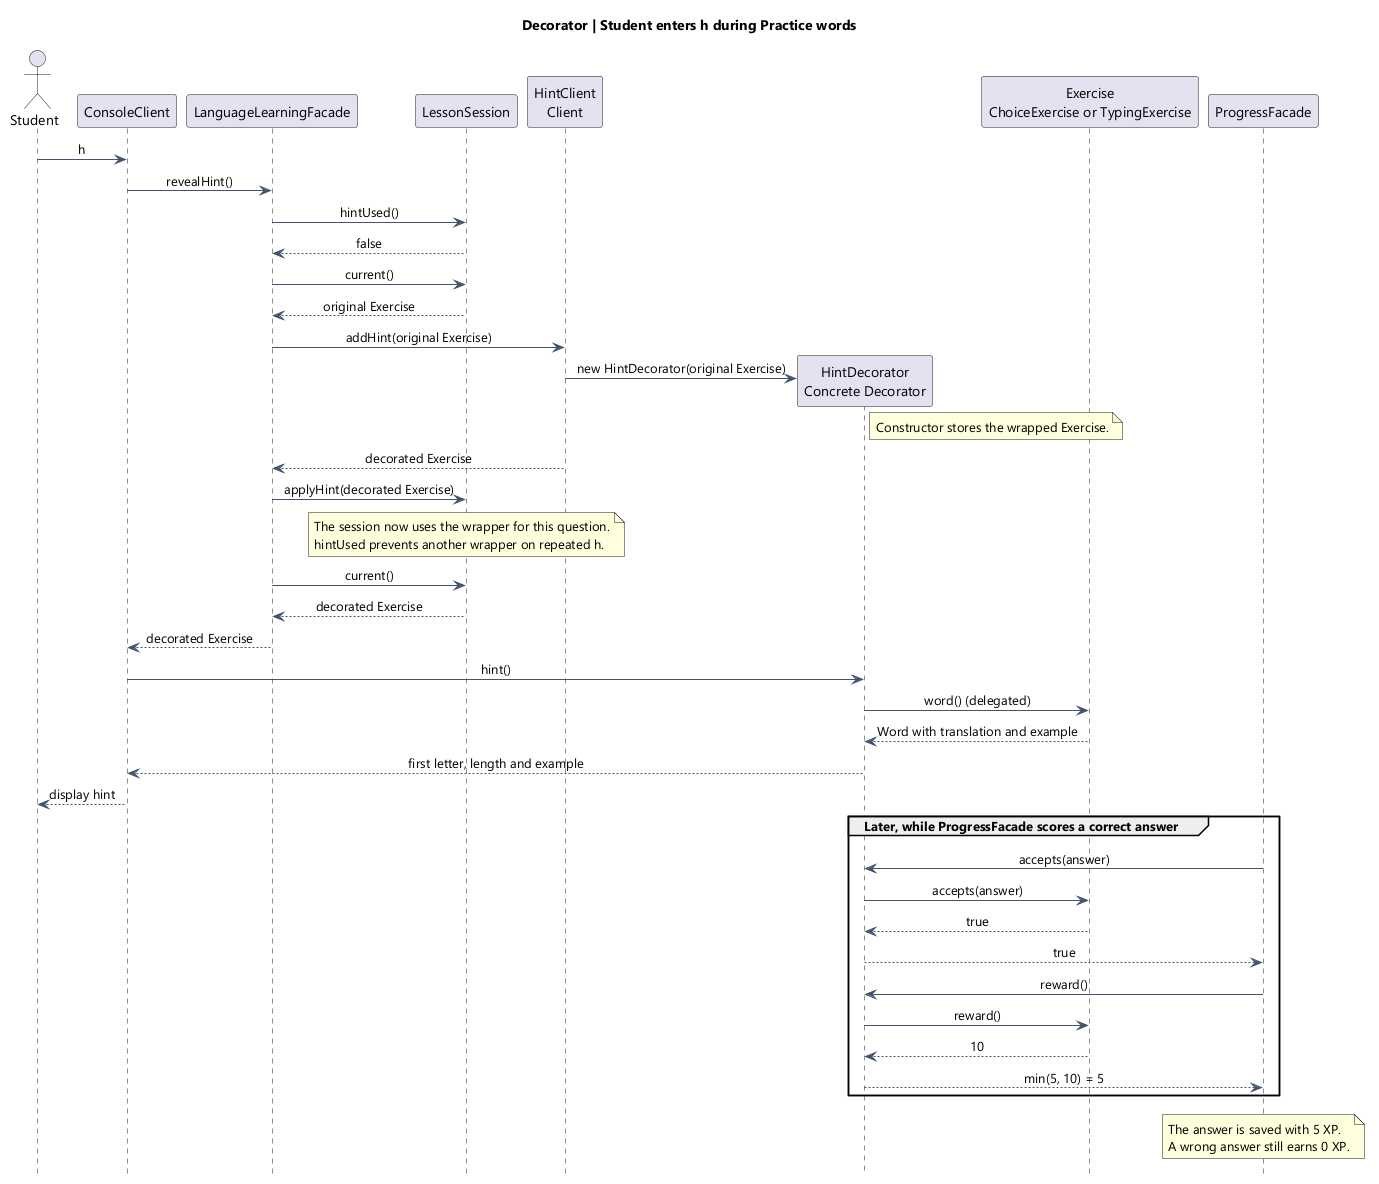 Decorator | Student enters h during Practice words
Student
ConsoleClient
LanguageLearningFacade
LessonSession
HintClient
Client
Exercise
ChoiceExercise or TypingExercise
ProgressFacade
h
revealHint()
hintUsed()
false
current()
original Exercise
addHint(original Exercise)
new HintDecorator(original Exercise)
HintDecorator
Concrete Decorator
Constructor stores the wrapped Exercise.
decorated Exercise
applyHint(decorated Exercise)
The session now uses the wrapper for this question.
hintUsed prevents another wrapper on repeated h.
current()
decorated Exercise
decorated Exercise
hint()
word() (delegated)
Word with translation and example
first letter, length and example
display hint
Later, while ProgressFacade scores a correct answer
accepts(answer)
accepts(answer)
true
true
reward()
reward()
10
min(5, 10) = 5
The answer is saved with 5 XP.
A wrong answer still earns 0 XP.